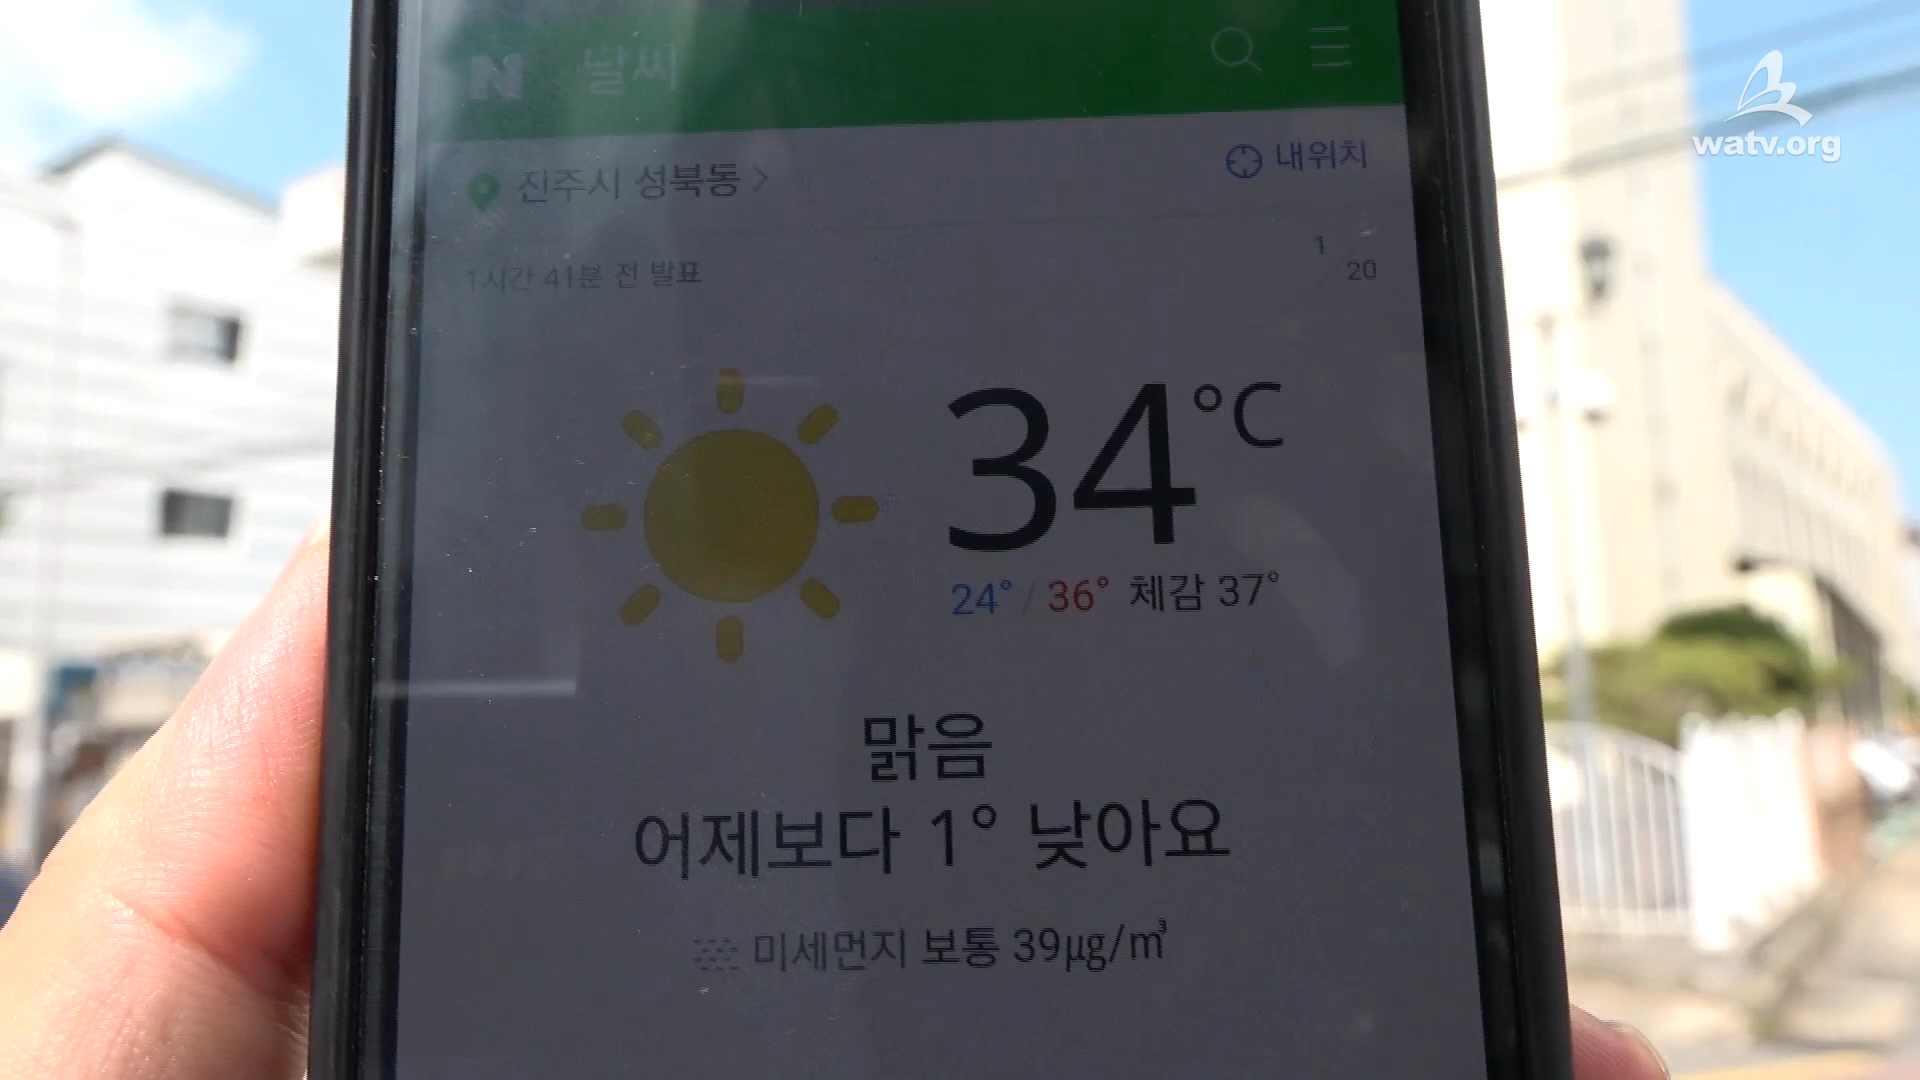 N 날씨
watv.org
진주시 성북동 >
내위치
1시간 41분 전 발표
1
20
34°C
24° / 36° 체감 37°
맑음
어제보다 1° 낮아요
미세먼지 보통 39㎍/㎥